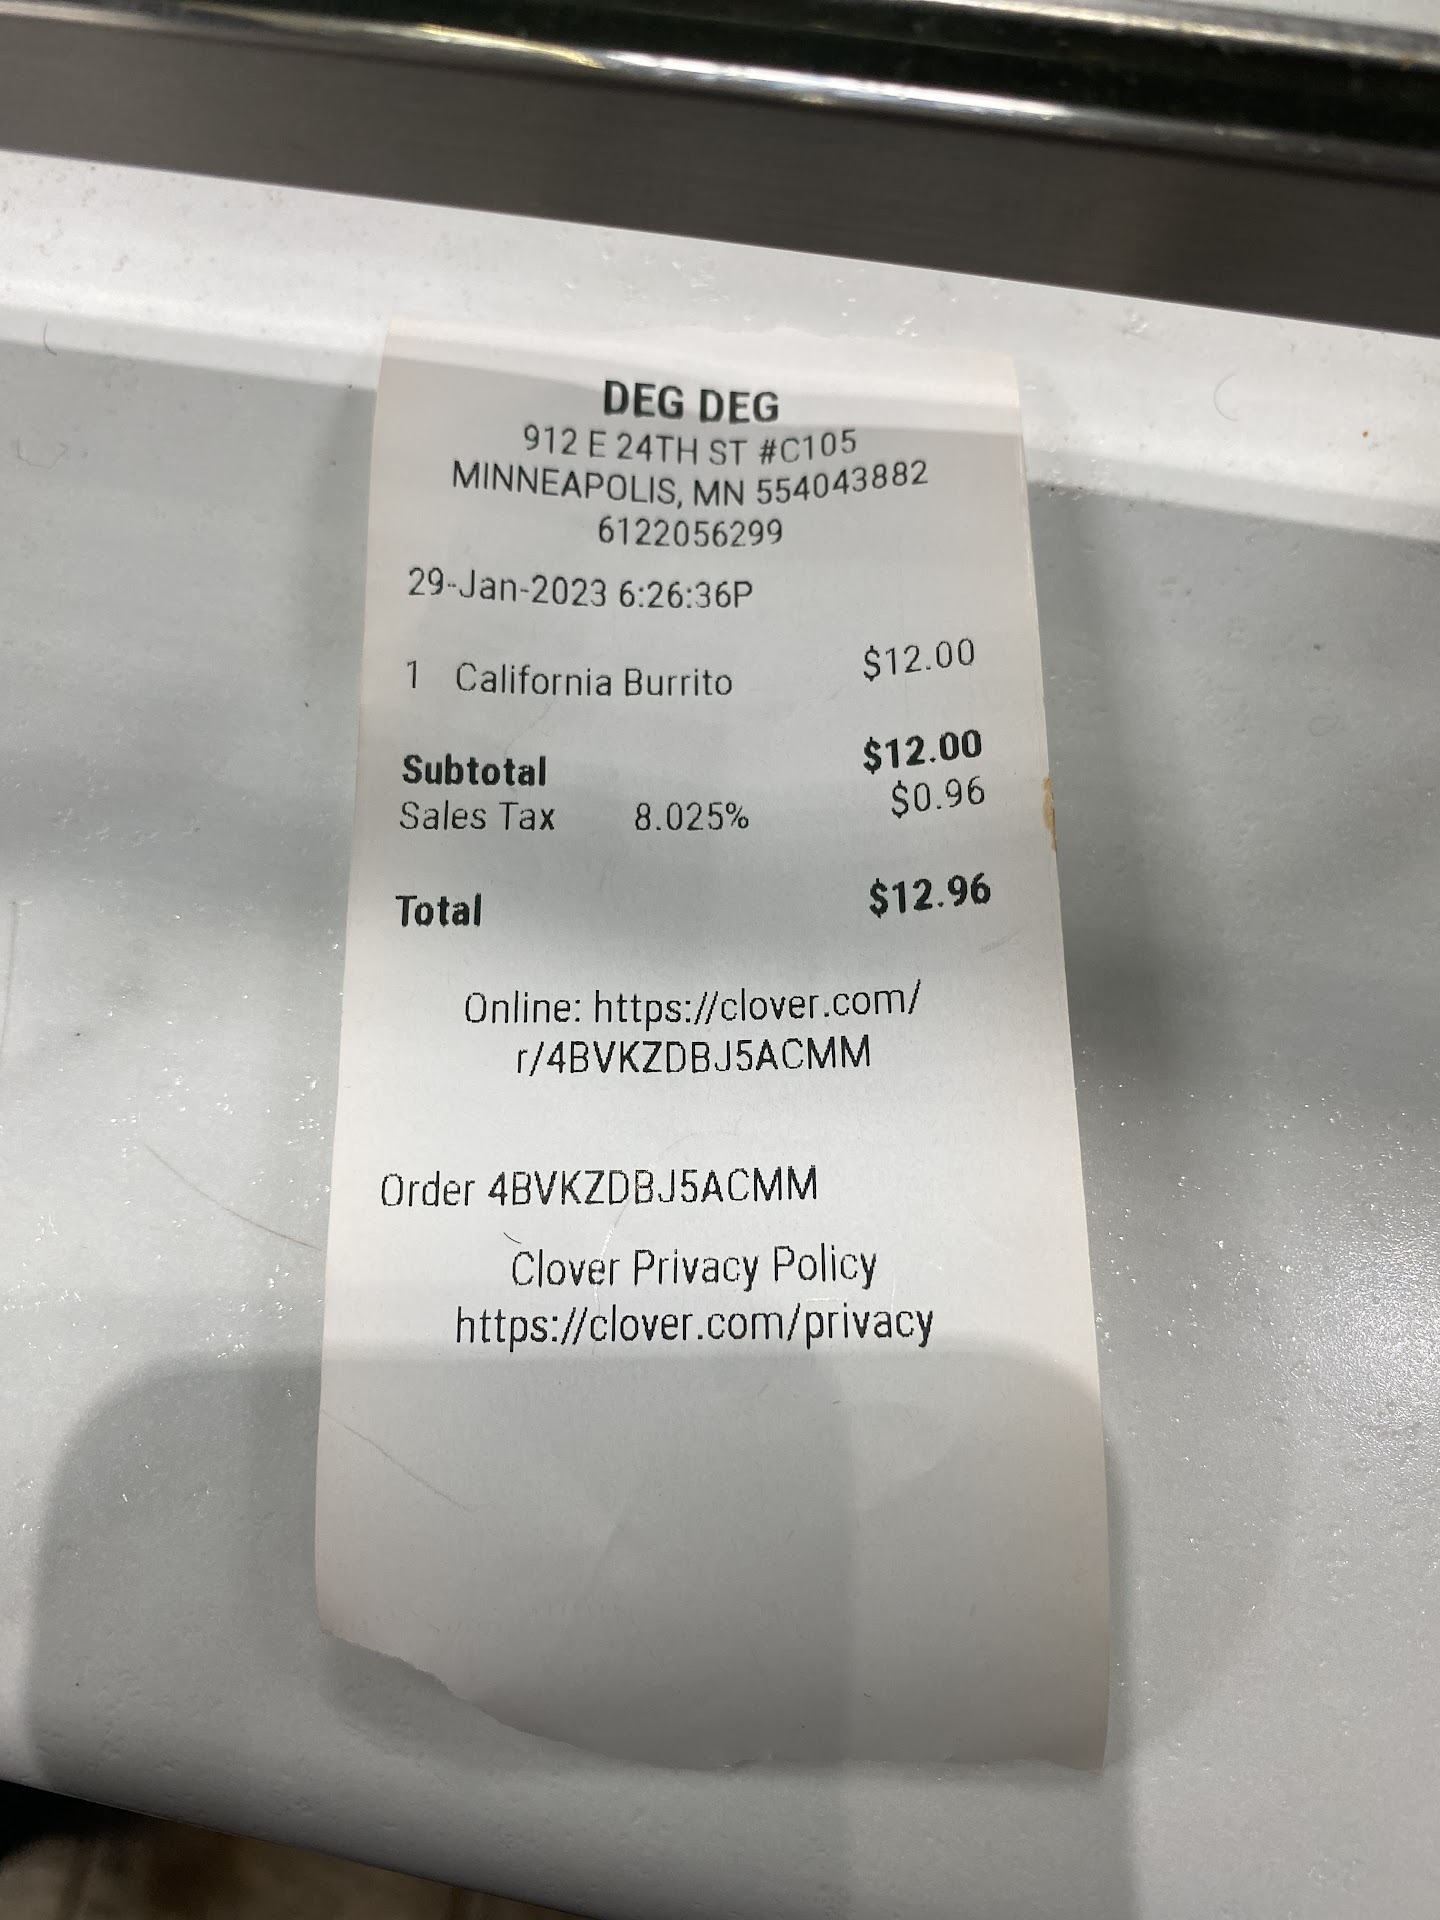 DEG DEG
912 E 24TH ST #C105
MINNEAPOLIS, MN 554043882
6122056299
29-Jan-2023 6:26:36P
1 California Burrito $12.00
Subtotal $12.00
Sales Tax 8.025% $0.96
Total $12.96
Online: https://clover.com/
r/4BVKZDBJ5ACMM
Order 4BVKZDBJ5ACMM
Clover Privacy Policy
https://clover.com/privacy